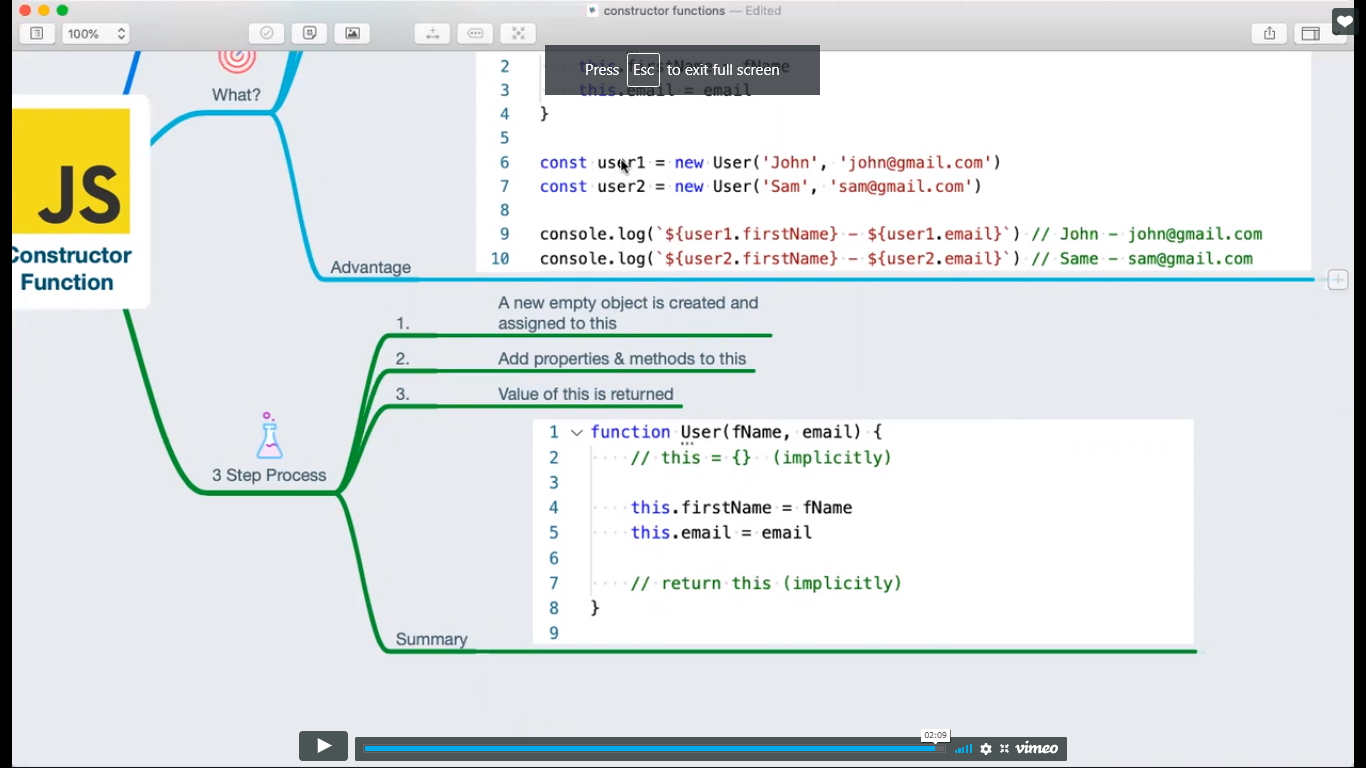 constructor functions — Edited
100%
Press Esc to exit full screen
What?
2 this.firstName = fName
3 this.email = email
4 }
5
6 const user1 = new User('John', 'john@gmail.com')
7 const user2 = new User('Sam', 'sam@gmail.com')
8
9 console.log(`${user1.firstName} - ${user1.email}`) // John - john@gmail.com
10 console.log(`${user2.firstName} - ${user2.email}`) // Same - sam@gmail.com
JS
Constructor
Function
Advantage
1. A new empty object is created and
assigned to this
2. Add properties & methods to this
3. Value of this is returned
3 Step Process
1 function User(fName, email) {
2 // this = {} (implicitly)
3
4 this.firstName = fName
5 this.email = email
6
7 // return this (implicitly)
8 }
9
Summary
02:09
vimeo